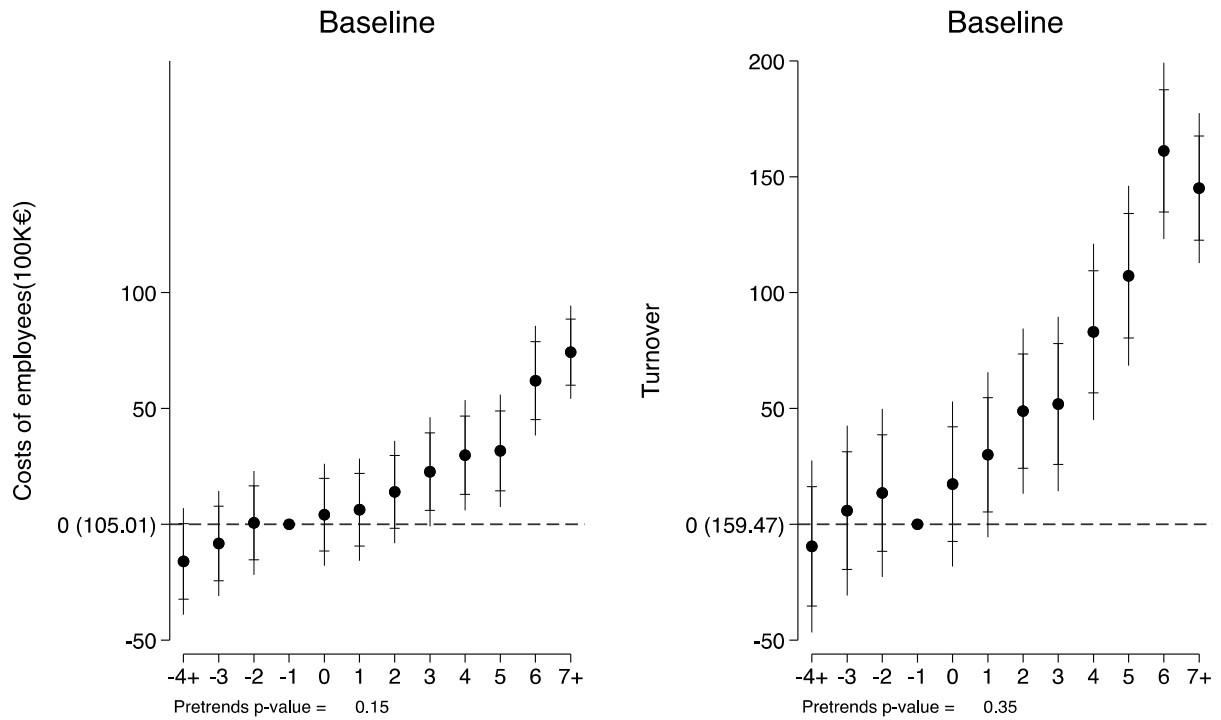 Baseline
Costs of employees(100K€)
100
50
0 (105.01)
-50
-4+ -3 -2 -1 0 1 2 3 4 5 6 7+
Pretrends p-value = 0.15
Baseline
Turnover
200
150
100
50
0 (159.47)
-50
-4+ -3 -2 -1 0 1 2 3 4 5 6 7+
Pretrends p-value = 0.35